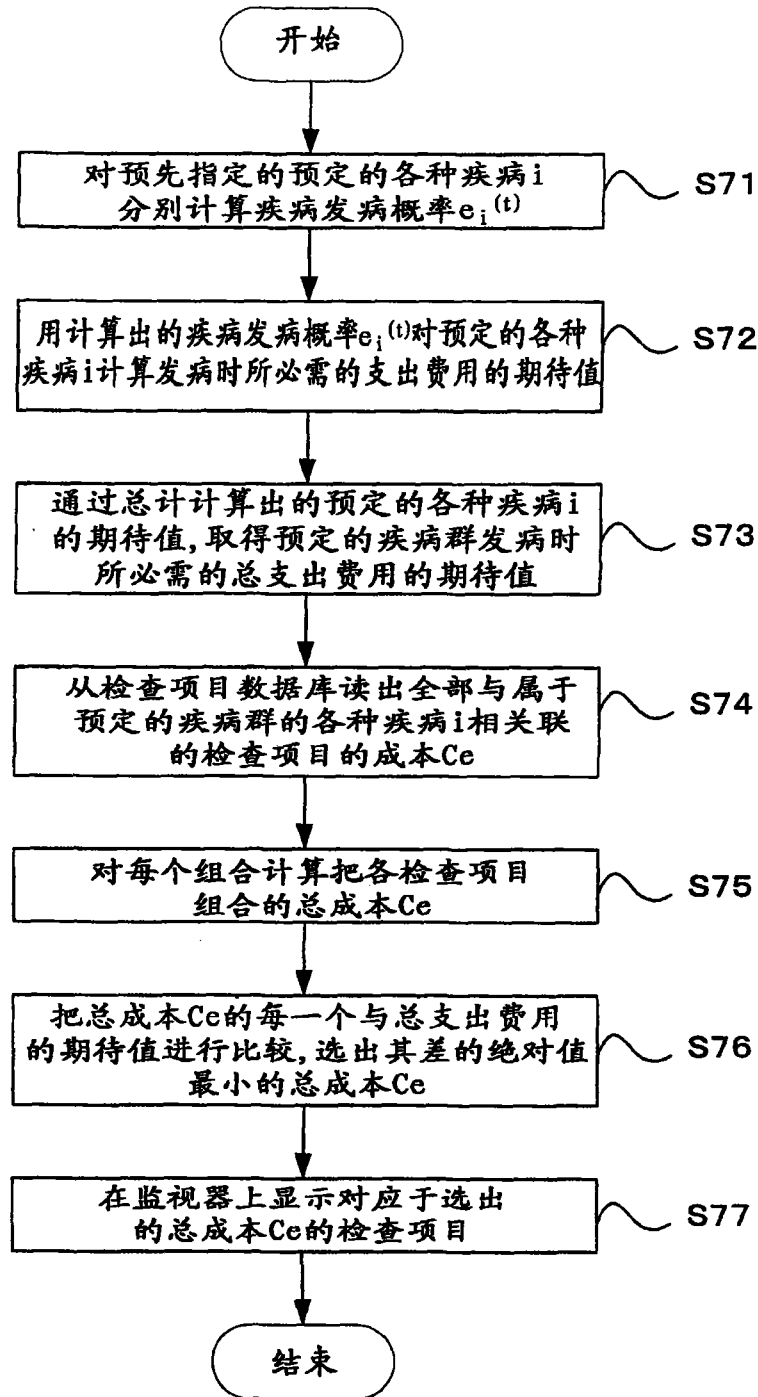 开始
对预先指定的预定的各种疾病i
分别计算疾病发病概率eᵢ⁽ᵗ⁾
S71
用计算出的疾病发病概率eᵢ⁽ᵗ⁾对预定的各种
疾病i计算发病时所必需的支出费用的期待值
S72
通过总计计算出的预定的各种疾病i
的期待值,取得预定的疾病群发病时
所必需的总支出费用的期待值
S73
从检查项目数据库读出全部与属于
预定的疾病群的各种疾病i相关联
的检查项目的成本Ce
S74
对每个组合计算把各检查项目
组合的总成本Ce
S75
把总成本Ce的每一个与总支出费用
的期待值进行比较,选出其差的绝对值
最小的总成本Ce
S76
在监视器上显示对应于选出
的总成本Ce的检查项目
S77
结束